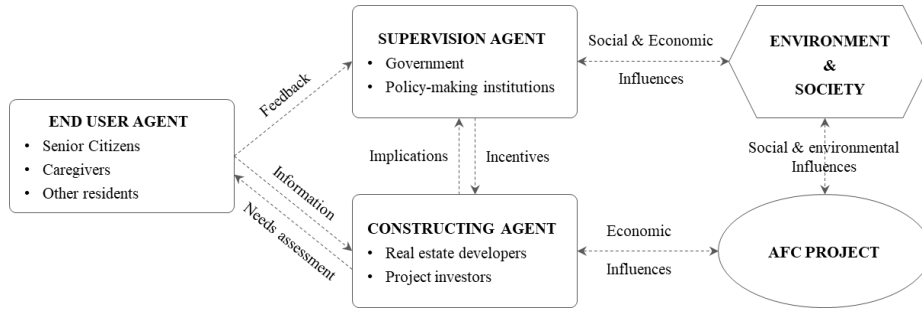 SUPERVISION AGENT
• Government
• Policy-making institutions
Social & Economic
Influences
ENVIRONMENT
&
SOCIETY
Feedback
END USER AGENT
• Senior Citizens
• Caregivers
• Other residents
Implications
Incentives
Social & environmental
Influences
Information
Needs assessment
CONSTRUCTING AGENT
• Real estate developers
• Project investors
Economic
Influences
AFC PROJECT